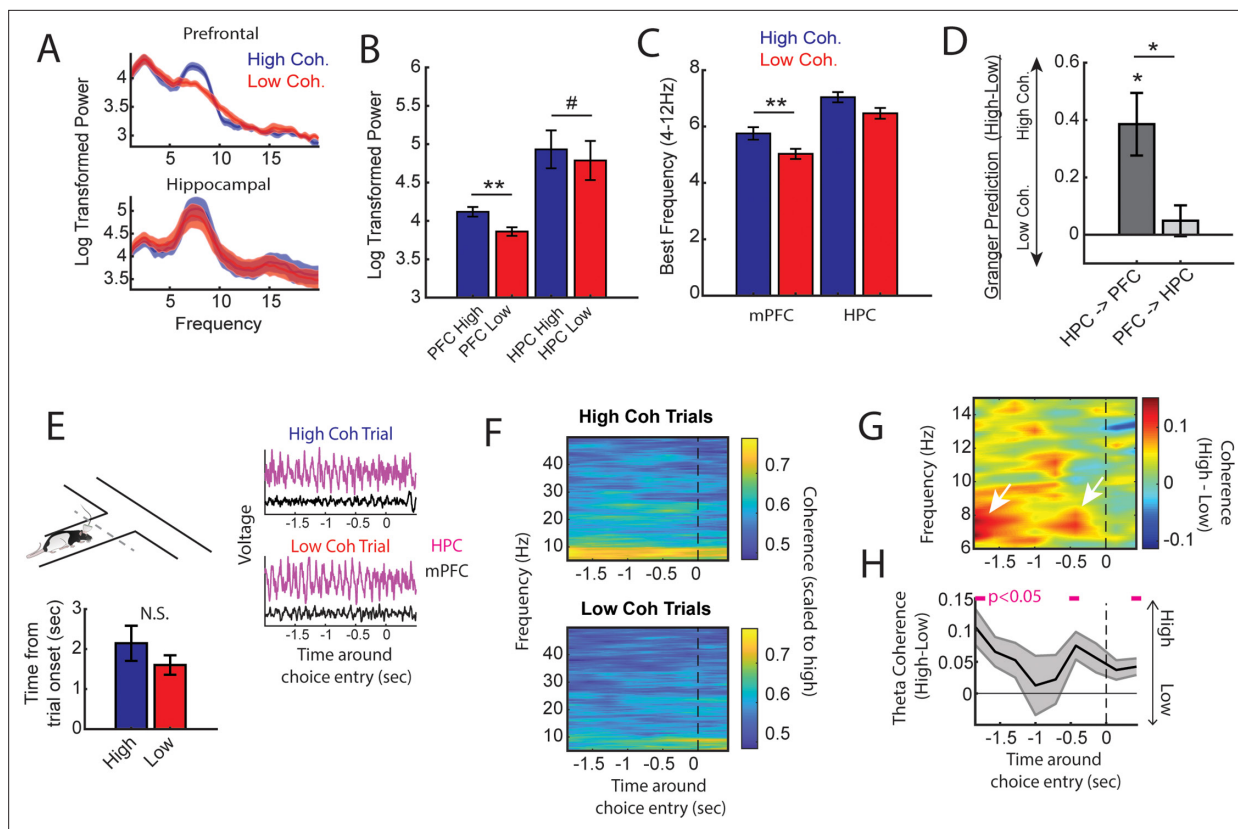 A
Prefrontal
High Coh.
Low Coh.
4
3.5
3
5 10 15
Hippocampal
5
4.5
4
3.5
5 10 15
Log Transformed Power
Frequency
B
Log Transformed Power
6
5.5
5
4.5
4
3.5
3
**
#
PFC High
PFC Low
HPC High
HPC Low
C
High Coh.
Low Coh.
Best Frequency (4-12Hz)
8
6
4
2
0
**
mPFC
HPC
D
Granger Prediction (High-Low)
Low Coh.
High Coh.
0.6
0.4
0.2
0
*
*
HPC -> PFC
PFC -> HPC
E
Time from
trial onset (sec)
3
2
1
0
N.S.
High
Low
High Coh Trial
-1.5 -1 -0.5 0
Low Coh Trial
-1.5 -1 -0.5 0
Voltage
HPC
mPFC
Time around
choice entry (sec)
F
High Coh Trials
40
30
20
10
-1.5 -1 -0.5 0
0.7
0.6
0.5
Low Coh Trials
40
30
20
10
-1.5 -1 -0.5 0
0.7
0.6
0.5
Frequency (Hz)
Coherence (scaled to high)
Time around
choice entry (sec)
G
Frequency (Hz)
14
12
10
8
6
-1.5 -1 -0.5 0
0.1
0
-0.1
Coherence
(High - Low)
H
Theta Coherence
(High-Low)
0.15
0.1
0.05
0
p<0.05
-1.5 -1 -0.5 0
High
Low
Time around
choice entry (sec)